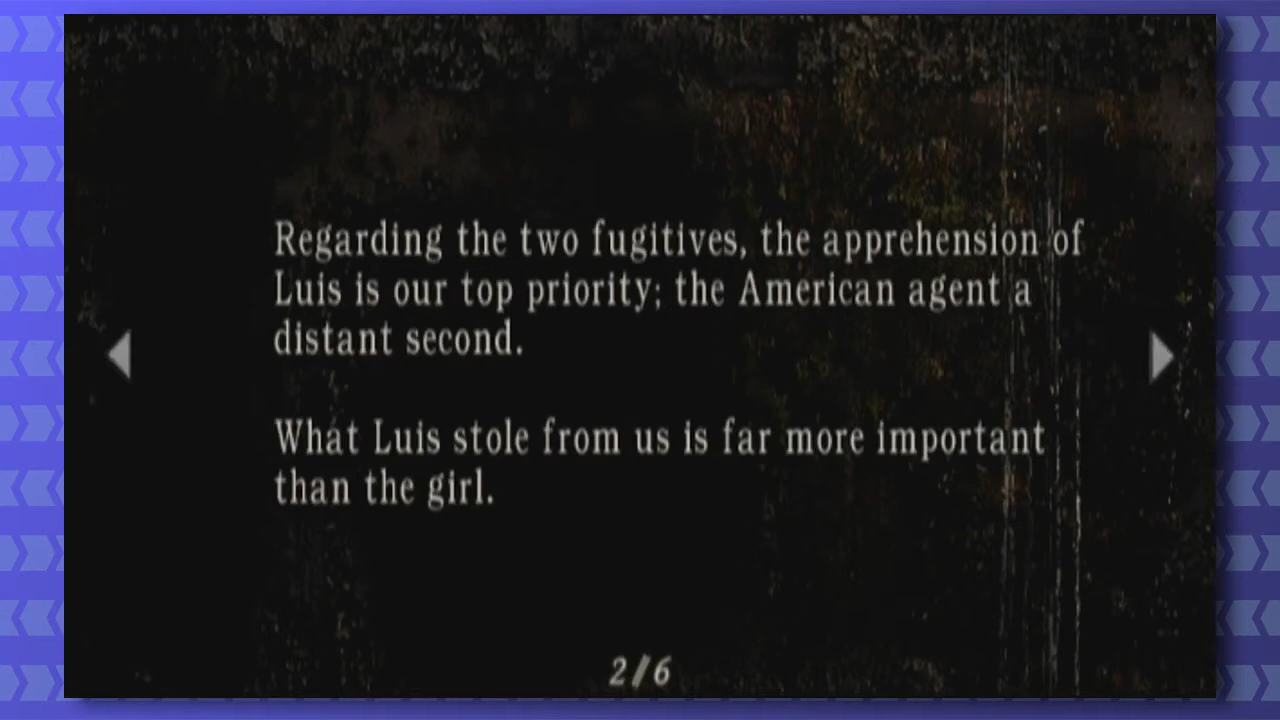 Regarding the two fugitives, the apprehension of
Luis is our top priority; the American agent a
distant second.
What Luis stole from us is far more important
than the girl.
2/6